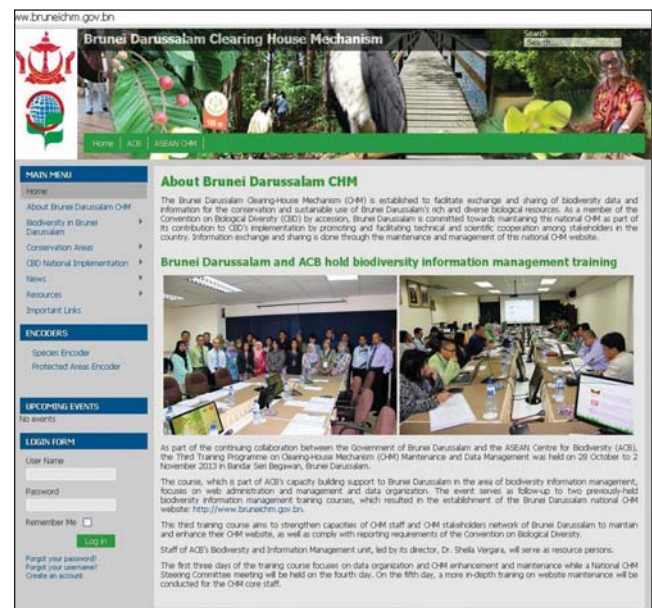 ww.bruneichm.gov.bn
Brunei Darussalam Clearing House Mechanism
Search
Search...
Home
ACB
ASEAN CHM
MAIN MENU
Home
About Brunei Darussalam CHM
Biodiversity in Brunei
Darussalam
Conservation Areas
CBD National Implementation
News
Resources
Important Links
ENCODERS
Species Encoder
Protected Areas Encoder
UPCOMING EVENTS
No events
LOGIN FORM
User Name
Password
Remember Me
Log in
Forgot your password?
Forgot your username?
Create an account
About Brunei Darussalam CHM
The Brunei Darussalam Clearing-House Mechanism (CHM) is established to facilitate exchange and sharing of biodiversity data and
information for the conservation and sustainable use of Brunei Darussalam's rich and diverse biological resources. As a member of the
Convention on Biological Diversity (CBD) by accession, Brunei Darussalam is committed towards maintaining this national CHM as part of
its contribution to CBD's implementation by promoting and facilitating technical and scientific cooperation among stakeholders in the
country. Information exchange and sharing is done through the maintenance and management of this national CHM website.
Brunei Darussalam and ACB hold biodiversity information management training
As part of the continuing collaboration between the Government of Brunei Darussalam and the ASEAN Centre for Biodiversity (ACB),
the Third Training Programme on Clearing-House Mechanism (CHM) Maintenance and Data Management was held on 28 October to 2
November 2013 in Bandar Seri Begawan, Brunei Darussalam.
The course, which is part of ACB's capacity building support to Brunei Darussalam in the area of biodiversity information management,
focuses on web administration and management and data organization. The event serves as follow-up to two previously-held
biodiversity information management training courses, which resulted in the establishment of the Brunei Darussalam national CHM
website: http://www.bruneichm.gov.bn.
This third training course aims to strengthen capacities of CHM staff and CHM stakeholders network of Brunei Darussalam to maintain
and enhance their CHM website, as well as comply with reporting requirements of the Convention on Biological Diversity.
Staff of ACB's Biodiversity and Information Management unit, led by its director, Dr. Sheila Vergara, will serve as resource persons.
The first three days of the training course focuses on data organization and CHM enhancement and maintenance while a National CHM
Steering Committee meeting will be held on the fourth day. On the fifth day, a more in-depth training on website maintenance will be
conducted for the CHM core staff.